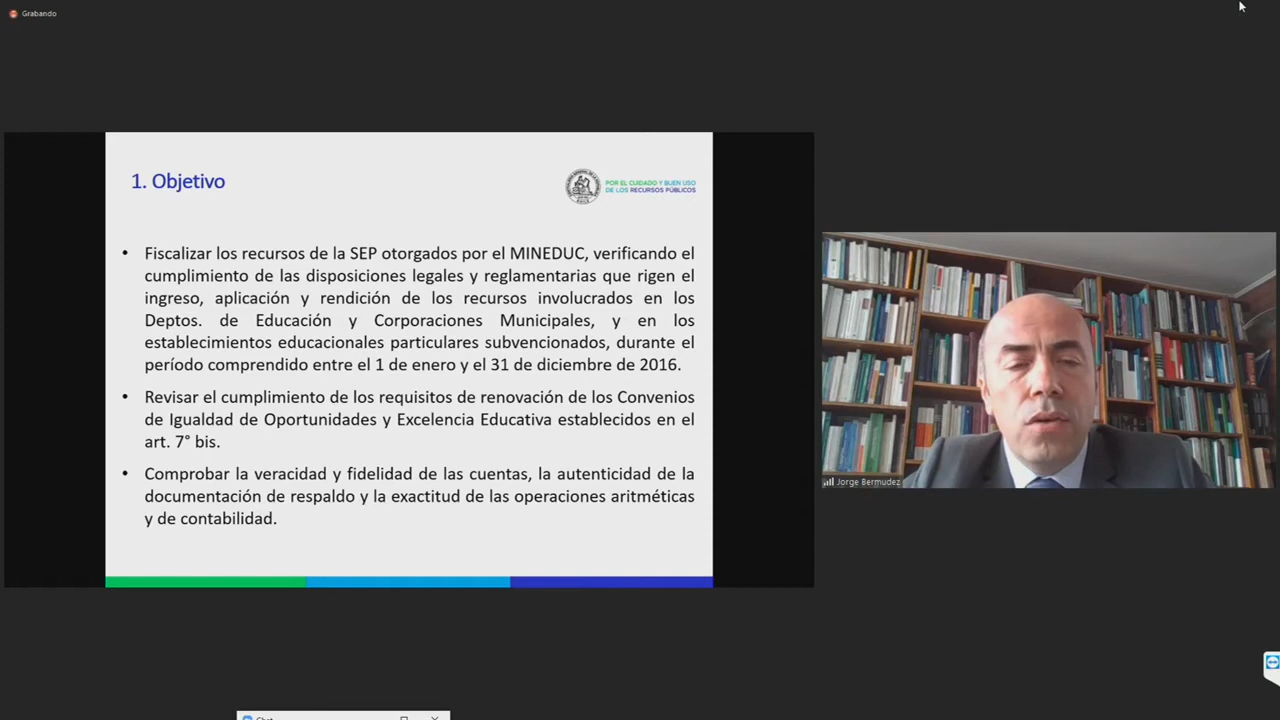 Grabando
1. Objetivo
POR EL CUIDADO Y BUEN USO
DE LOS RECURSOS PÚBLICOS
• Fiscalizar los recursos de la SEP otorgados por el MINEDUC, verificando el
cumplimiento de las disposiciones legales y reglamentarias que rigen el
ingreso, aplicación y rendición de los recursos involucrados en los
Deptos. de Educación y Corporaciones Municipales, y en los
establecimientos educacionales particulares subvencionados, durante el
período comprendido entre el 1 de enero y el 31 de diciembre de 2016.
• Revisar el cumplimiento de los requisitos de renovación de los Convenios
de Igualdad de Oportunidades y Excelencia Educativa establecidos en el
art. 7° bis.
• Comprobar la veracidad y fidelidad de las cuentas, la autenticidad de la
documentación de respaldo y la exactitud de las operaciones aritméticas
y de contabilidad.
Jorge Bermudez